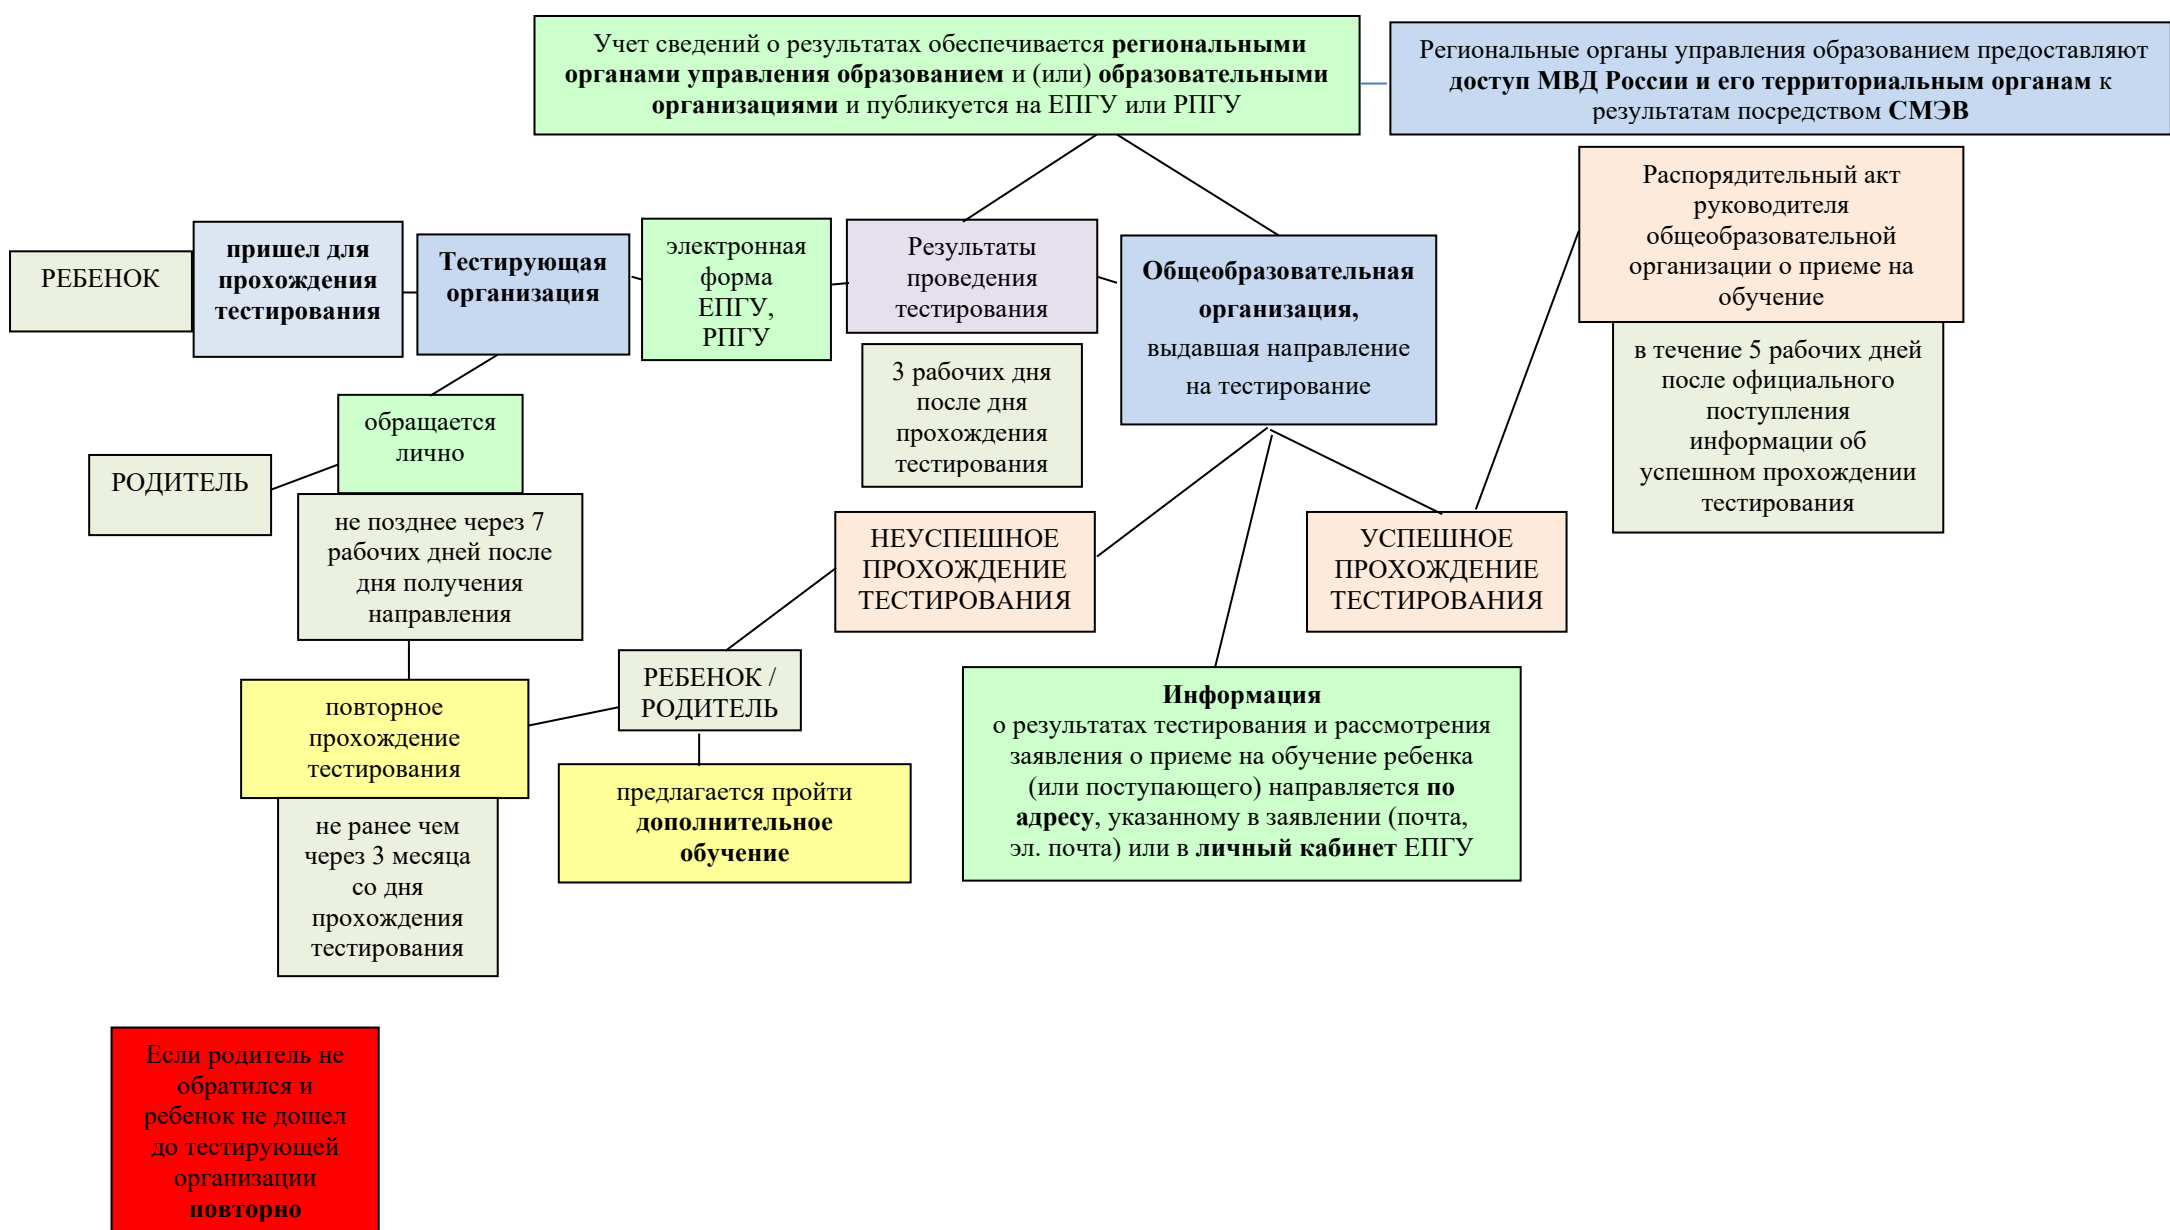 Учет сведений о результатах обеспечивается региональными
органами управления образованием и (или) образовательными
организациями и публикуется на ЕПГУ или РПГУ
Региональные органы управления образованием предоставляют
доступ МВД России и его территориальным органам к
результатам посредством СМЭВ
Распорядительный акт
руководителя
общеобразовательной
организации о приеме на
обучение
в течение 5 рабочих дней
после официального
поступления
информации об
успешном прохождении
тестирования
РЕБЕНОК
пришел для
прохождения
тестирования
Тестирующая
организация
электронная
форма
ЕПГУ,
РПГУ
Результаты
проведения
тестирования
3 рабочих дня
после дня
прохождения
тестирования
Общеобразовательная
организация,
выдавшая направление
на тестирование
РОДИТЕЛЬ
обращается
лично
не позднее через 7
рабочих дней после
дня получения
направления
НЕУСПЕШНОЕ
ПРОХОЖДЕНИЕ
ТЕСТИРОВАНИЯ
УСПЕШНОЕ
ПРОХОЖДЕНИЕ
ТЕСТИРОВАНИЯ
РЕБЕНОК /
РОДИТЕЛЬ
повторное
прохождение
тестирования
не ранее чем
через 3 месяца
со дня
прохождения
тестирования
предлагается пройти
дополнительное
обучение
Информация
о результатах тестирования и рассмотрения
заявления о приеме на обучение ребенка
(или поступающего) направляется по
адресу, указанному в заявлении (почта,
эл. почта) или в личный кабинет ЕПГУ
Если родитель не
обратился и
ребенок не дошел
до тестирующей
организации
повторно